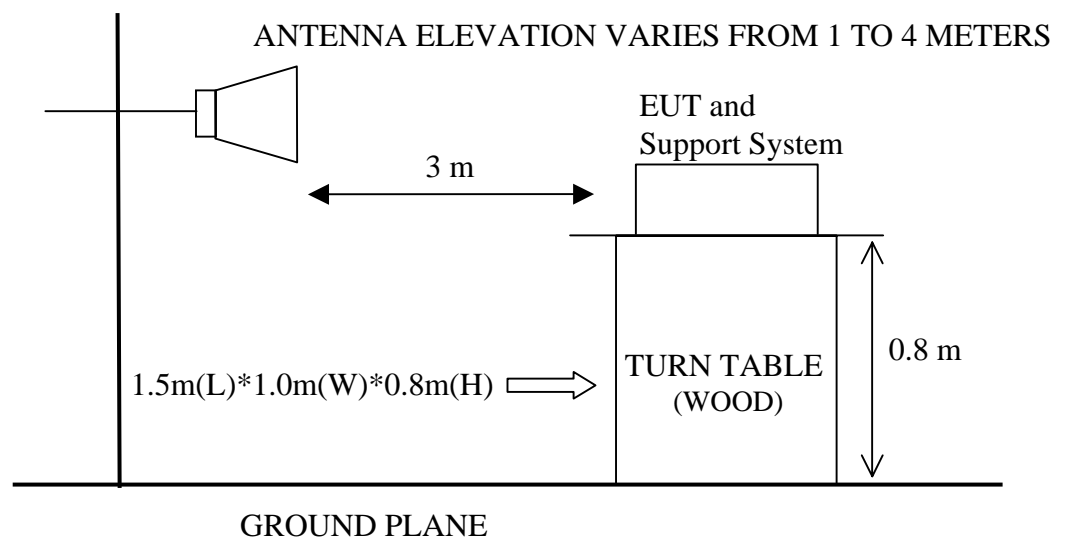 ANTENNA ELEVATION VARIES FROM 1 TO 4 METERS
EUT and
Support System
3 m
0.8 m
TURN TABLE
(WOOD)
1.5m(L)*1.0m(W)*0.8m(H)
GROUND PLANE